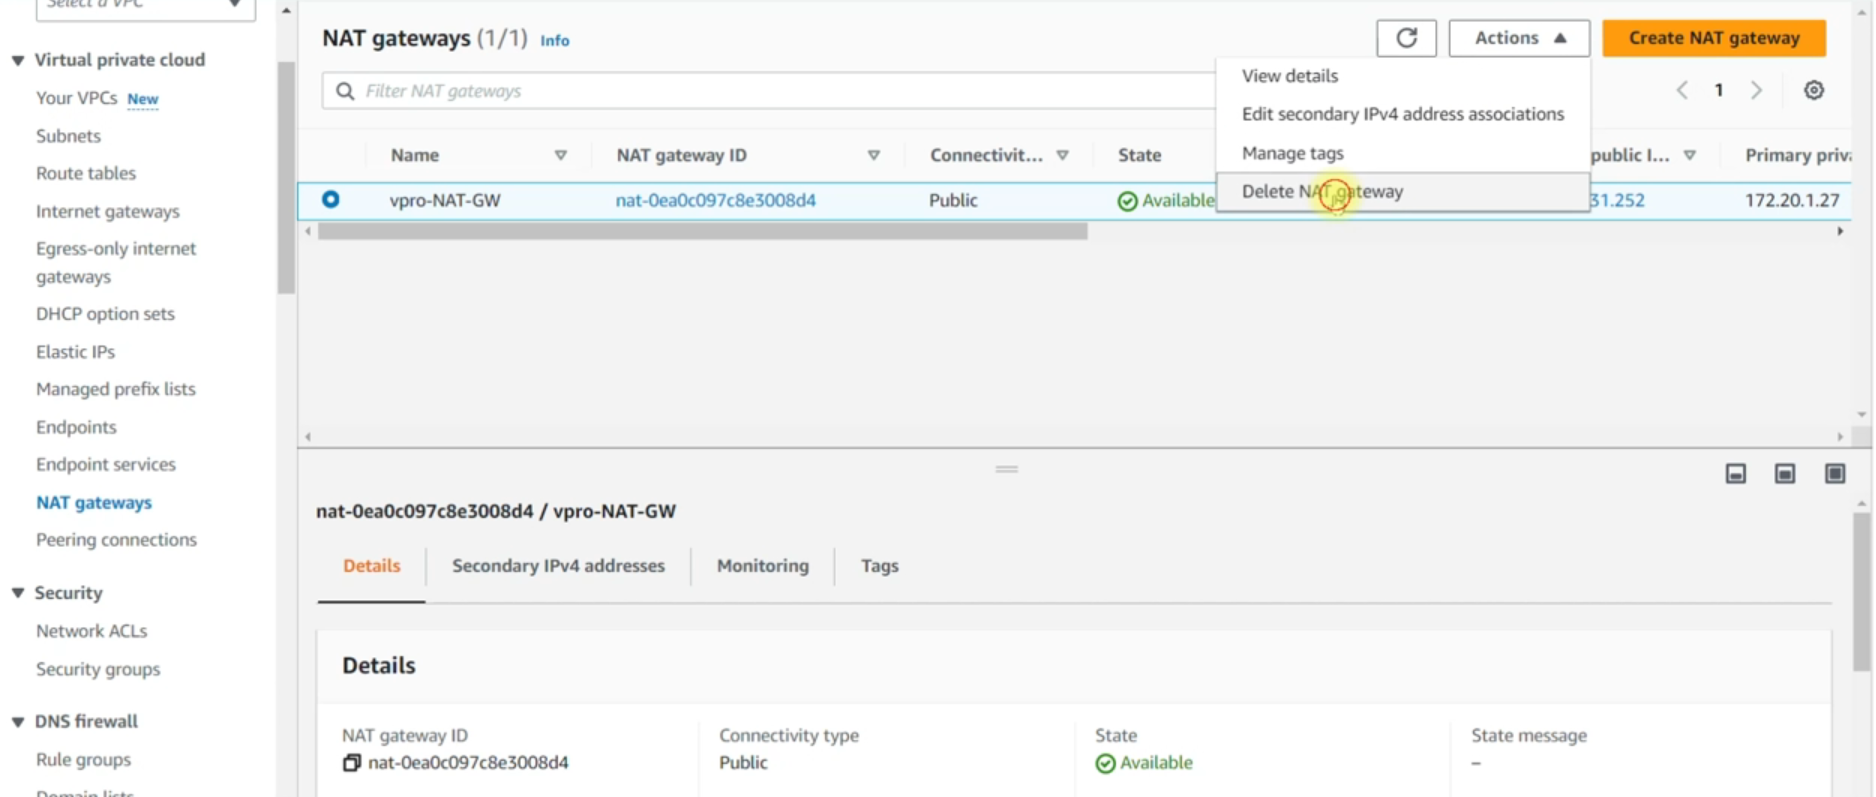 Select a VPC
Virtual private cloud
Your VPCs New
Subnets
Route tables
Internet gateways
Egress-only internet
gateways
DHCP option sets
Elastic IPs
Managed prefix lists
Endpoints
Endpoint services
NAT gateways
Peering connections
Security
Network ACLs
Security groups
DNS firewall
Rule groups
Domain lists
NAT gateways (1/1) Info
Actions
Create NAT gateway
Filter NAT gateways
1
View details
Edit secondary IPv4 address associations
Manage tags
Delete NAT gateway
Name NAT gateway ID Connectivit... State public I... Primary priv
vpro-NAT-GW nat-0ea0c097c8e3008d4 Public Available 31.252 172.20.1.27
nat-0ea0c097c8e3008d4 / vpro-NAT-GW
Details Secondary IPv4 addresses Monitoring Tags
Details
NAT gateway ID Connectivity type State State message
nat-0ea0c097c8e3008d4 Public Available –